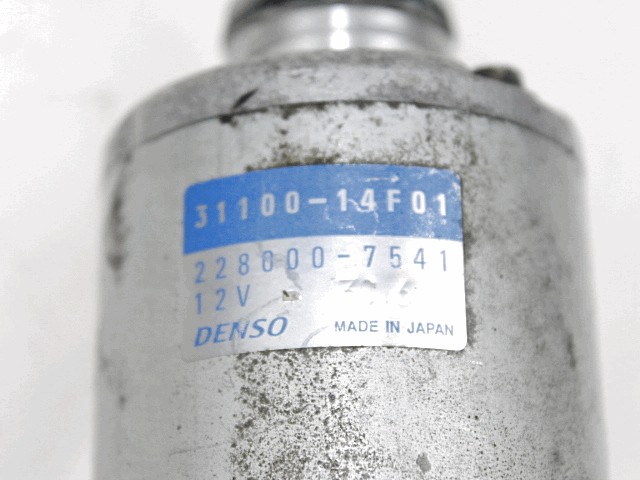 31100-14F01
228000-7541
12V
DENSO MADE IN JAPAN